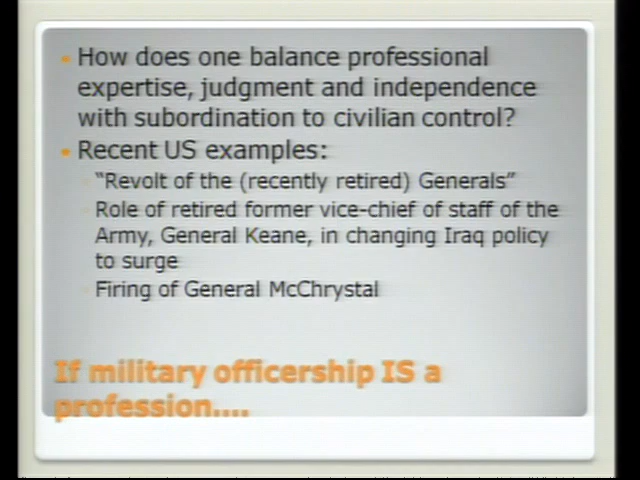 How does one balance professional
expertise, judgment and independence
with subordination to civilian control?
Recent US examples:
“Revolt of the (recently retired) Generals”
Role of retired former vice-chief of staff of the
Army, General Keane, in changing Iraq policy
to surge
Firing of General McChrystal
If military officership IS a
profession....